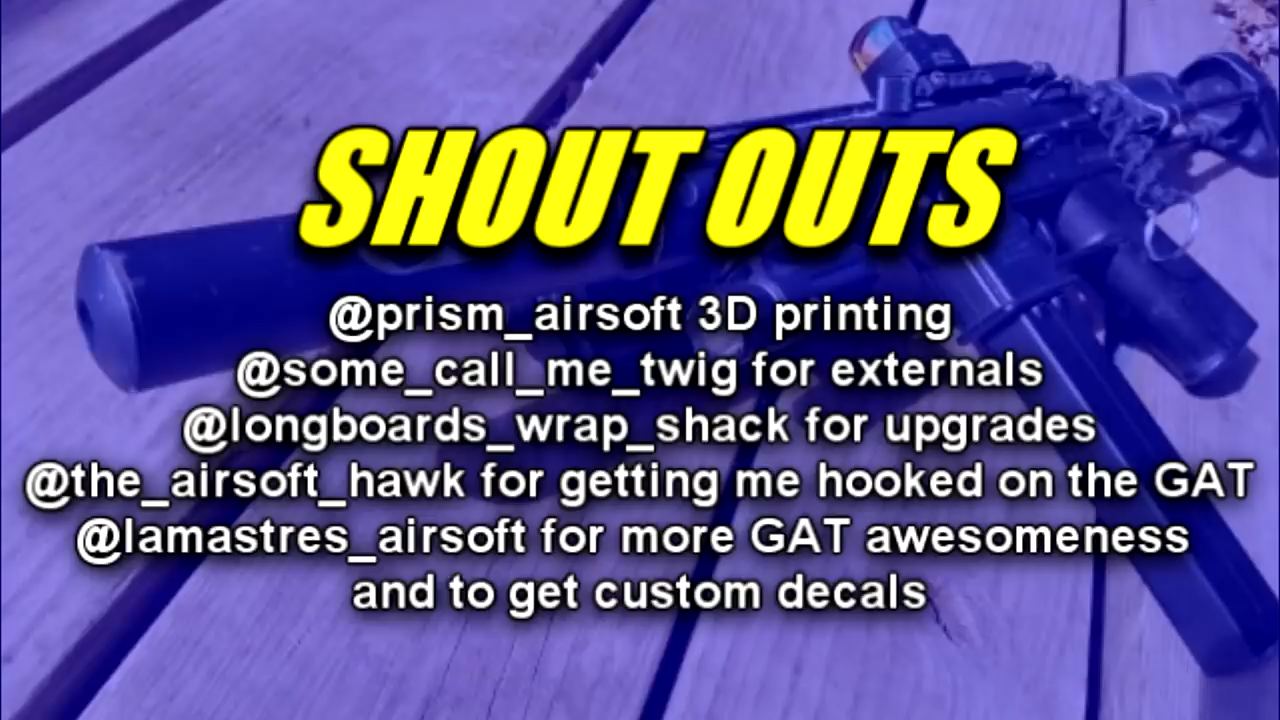 SHOUT OUTS
@prism_airsoft 3D printing
@some_call_me_twig for externals
@longboards_wrap_shack for upgrades
@the_airsoft_hawk for getting me hooked on the GAT
@lamastres_airsoft for more GAT awesomeness
and to get custom decals